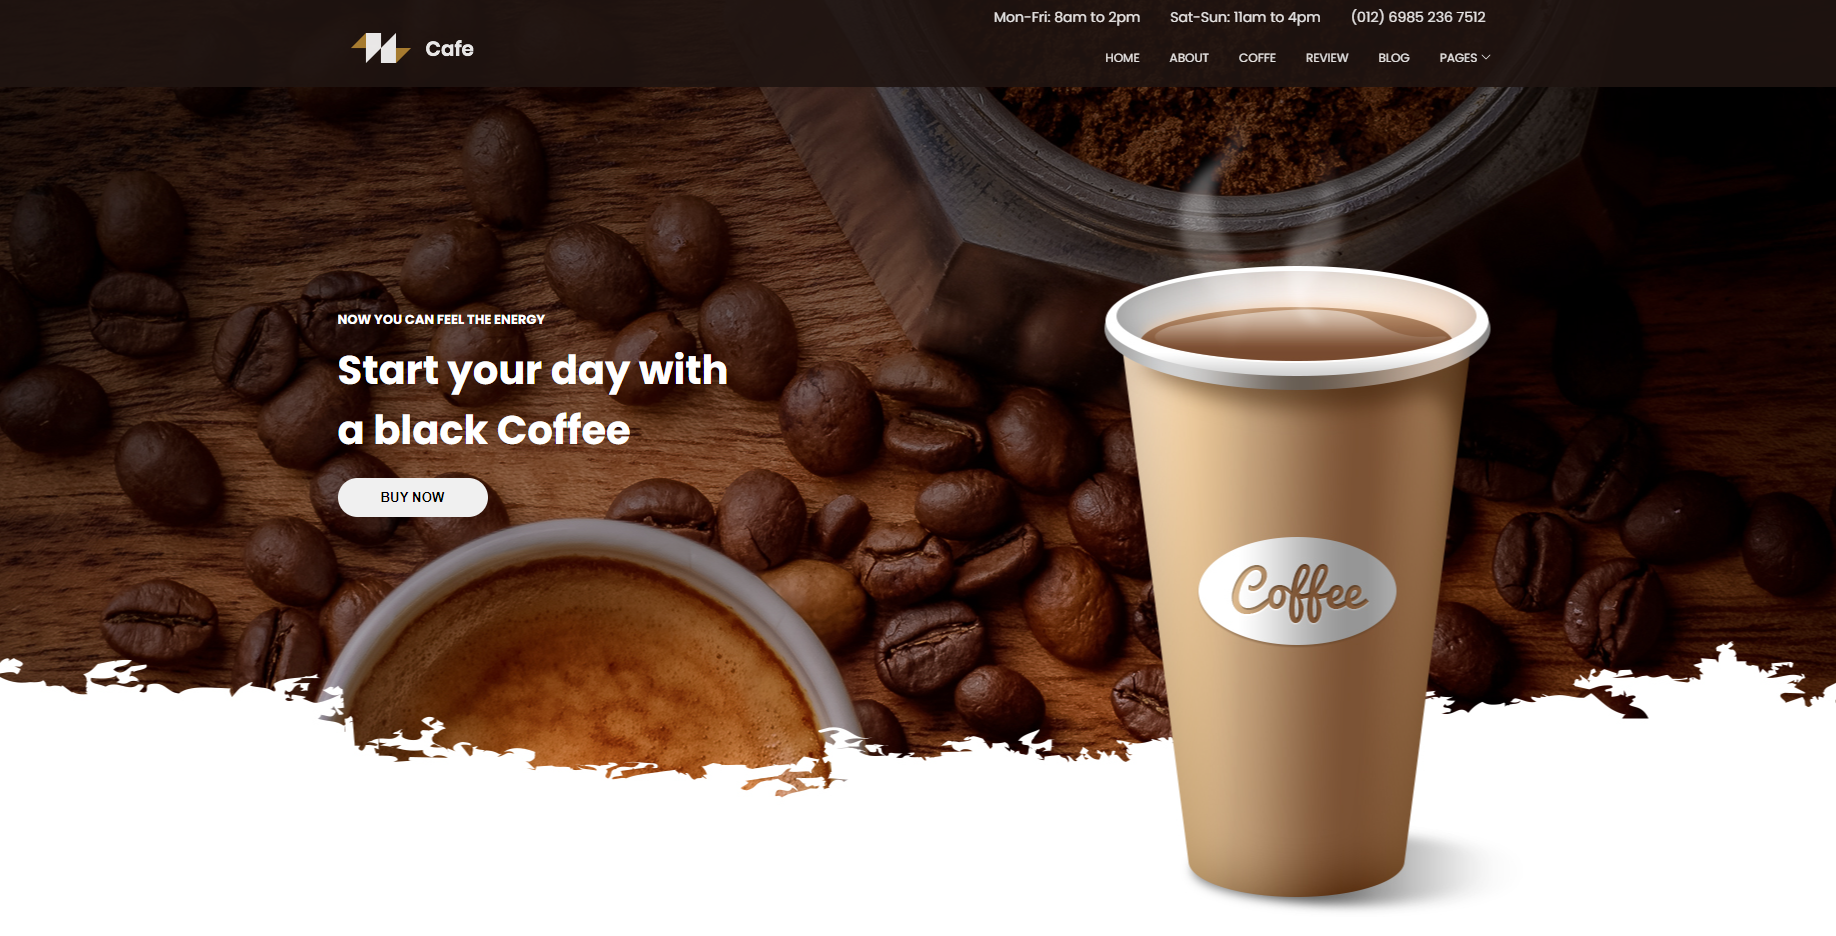 Mon-Fri: 8am to 2pm Sat-Sun: 11am to 4pm (012) 6985 236 7512
Cafe
HOME ABOUT COFFE REVIEW BLOG PAGES
NOW YOU CAN FEEL THE ENERGY
Start your day with
a black Coffee
BUY NOW
Coffee